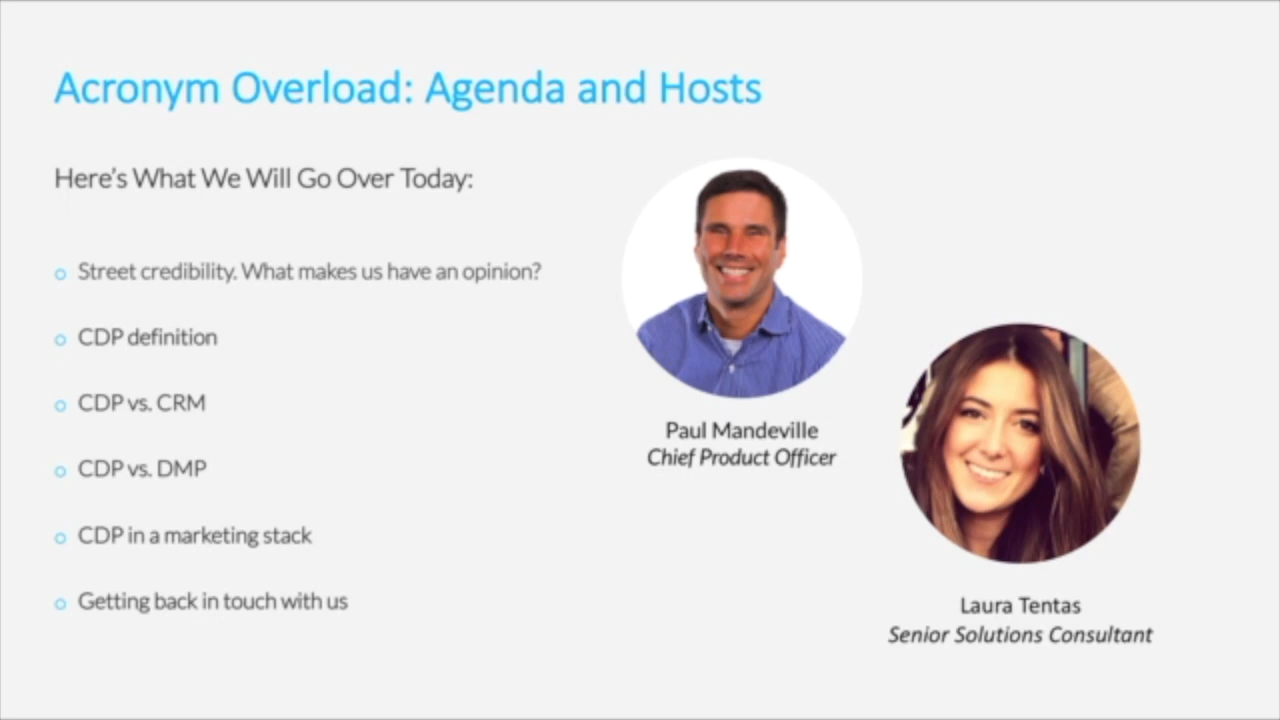 Acronym Overload: Agenda and Hosts
Here's What We Will Go Over Today:
Street credibility. What makes us have an opinion?
CDP definition
CDP vs. CRM
CDP vs. DMP
CDP in a marketing stack
Getting back in touch with us
Paul Mandeville
Chief Product Officer
Laura Tentas
Senior Solutions Consultant